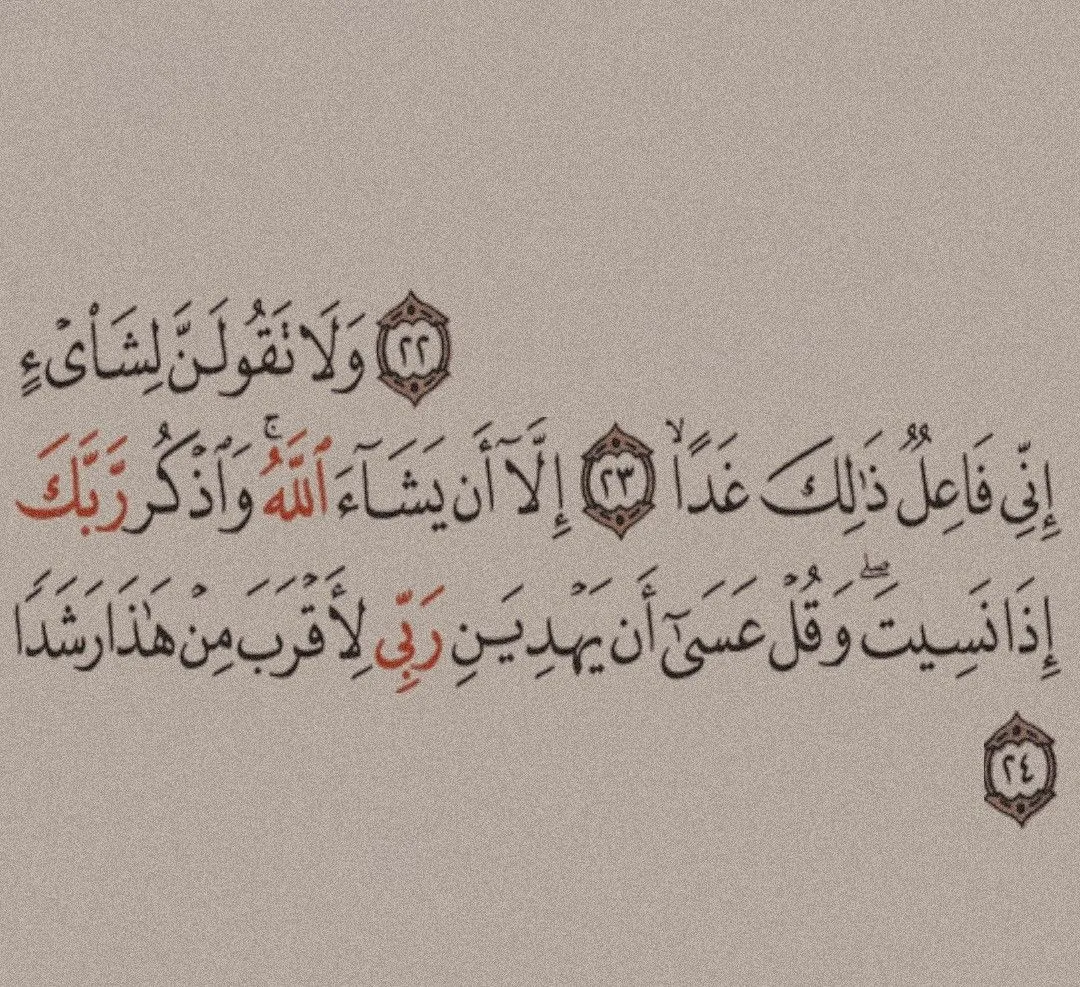 ﴿٢٢﴾ وَلَا تَقُولَنَّ لِشَا۟ىۡءٍ
إِنِّى فَاعِلٌ ذَٰلِكَ غَدًاۙ ﴿٢٣﴾ إِلَّآ أَن يَشَآءَ ٱللَّهُۚ وَٱذۡكُر رَّبَّكَ
إِذَا نَسِيتَۖ وَقُلۡ عَسَىٰٓ أَن يَهۡدِيَنِ رَبِّى لِأَقۡرَبَ مِنۡ هَٰذَا رَشَدًا
﴿٢٤﴾